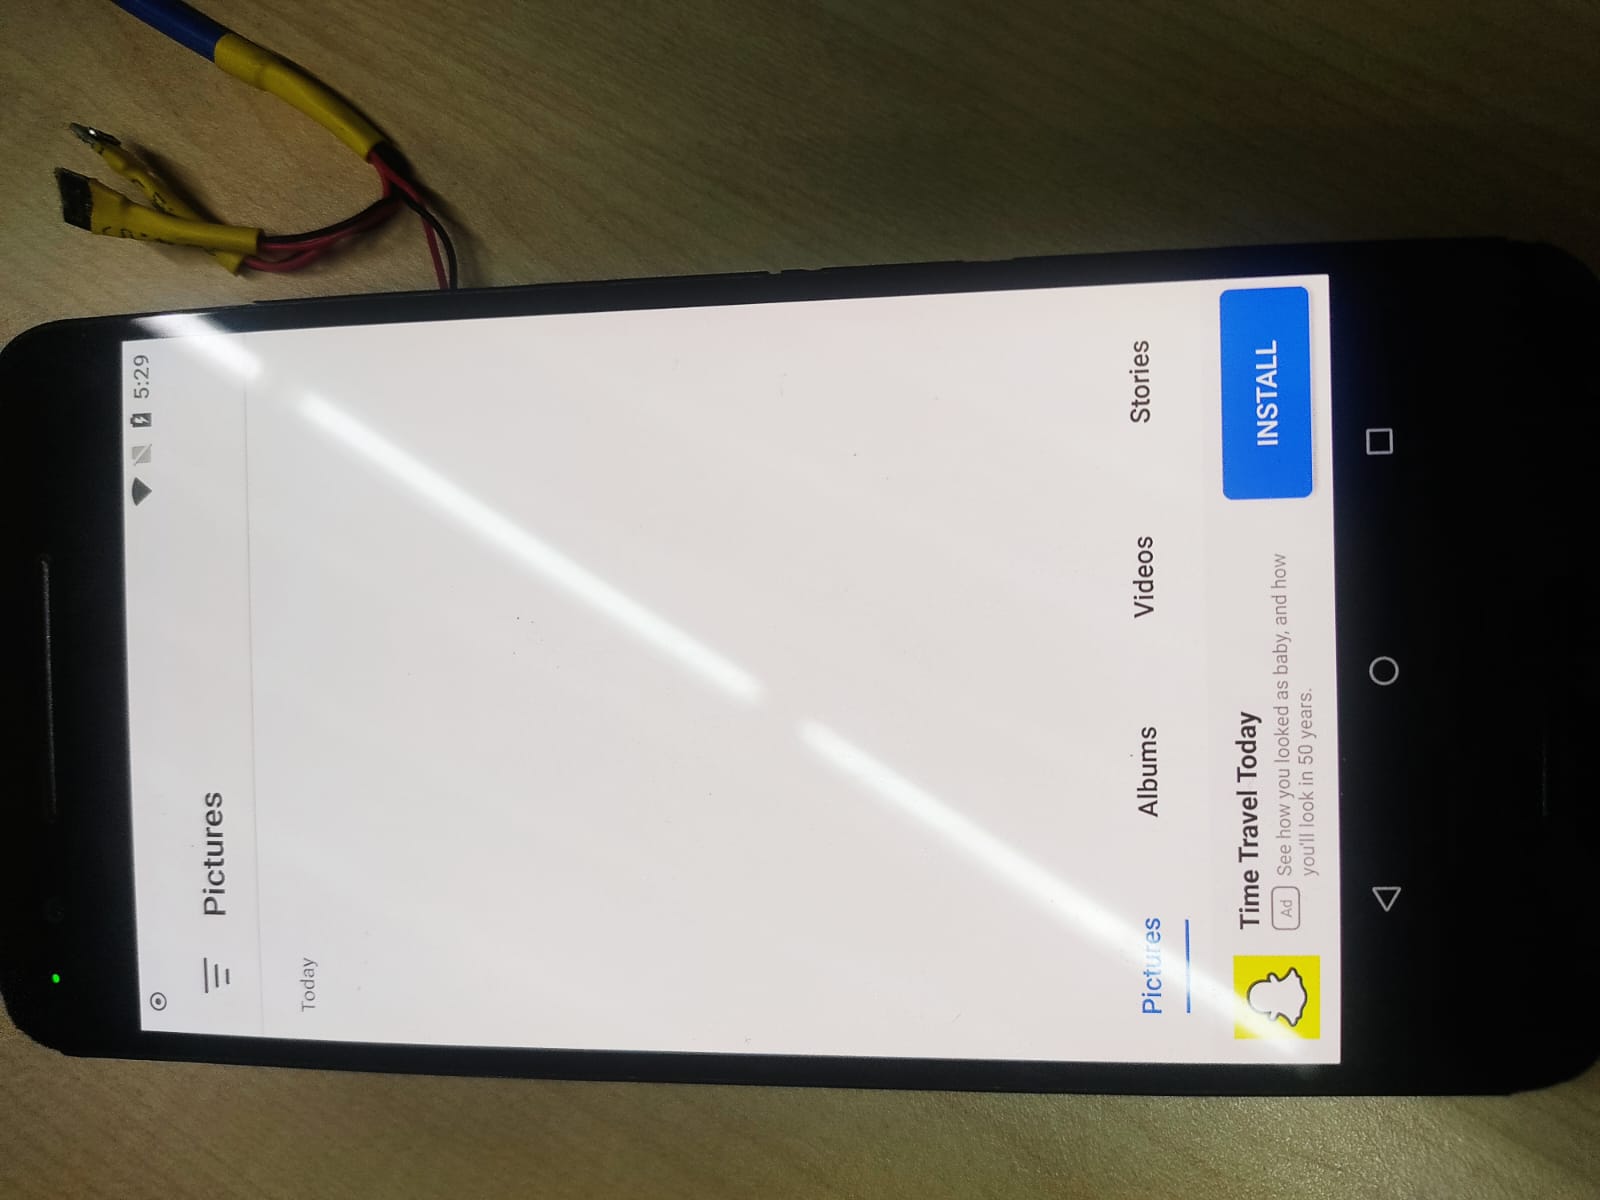 5:29
Pictures
Today
Pictures
Albums
Videos
Stories
Time Travel Today
Ad
See how you looked as baby, and how
you'll look in 50 years.
INSTALL